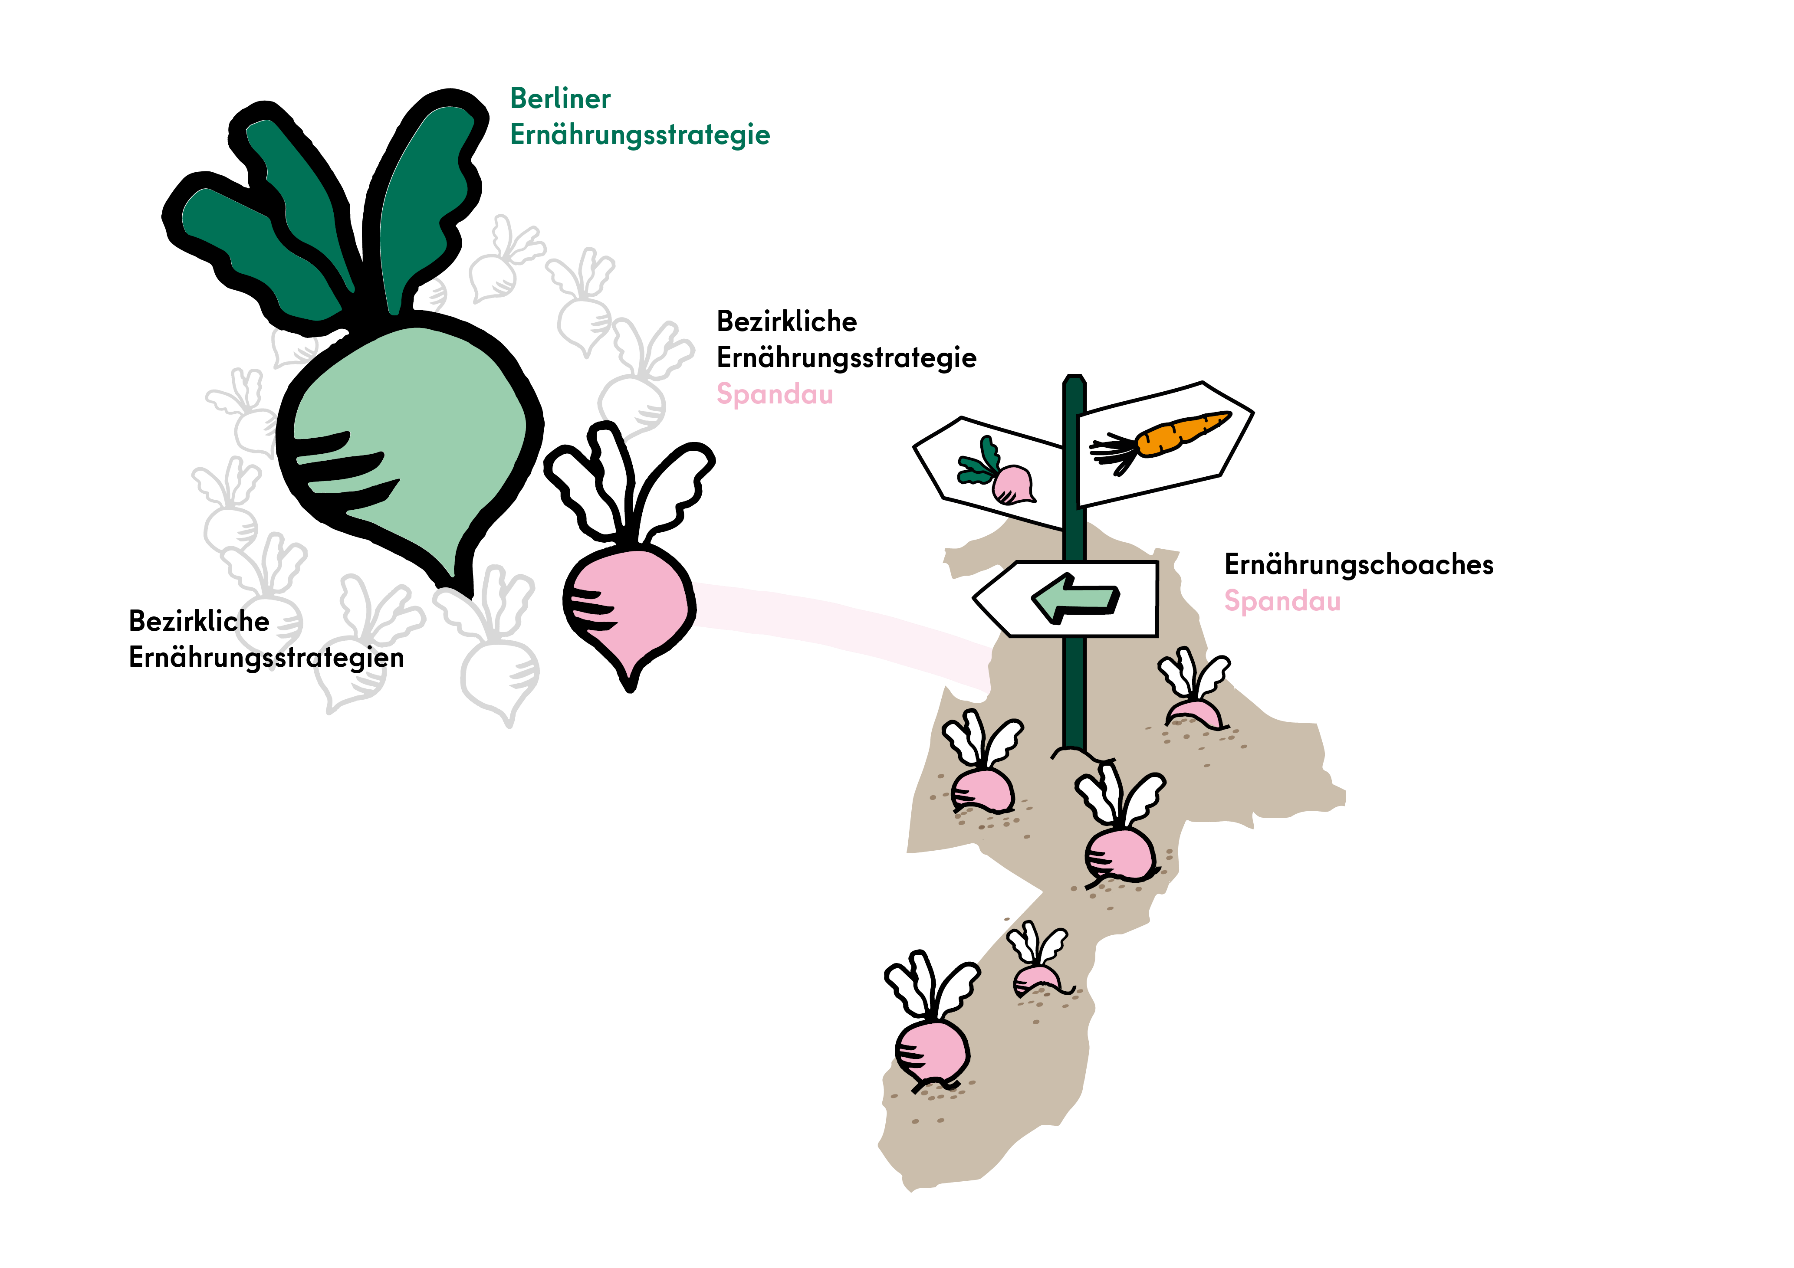 Berliner
Ernährungsstrategie
Bezirkliche
Ernährungsstrategie
Spandau
Ernährungschoaches
Spandau
Bezirkliche
Ernährungsstrategien